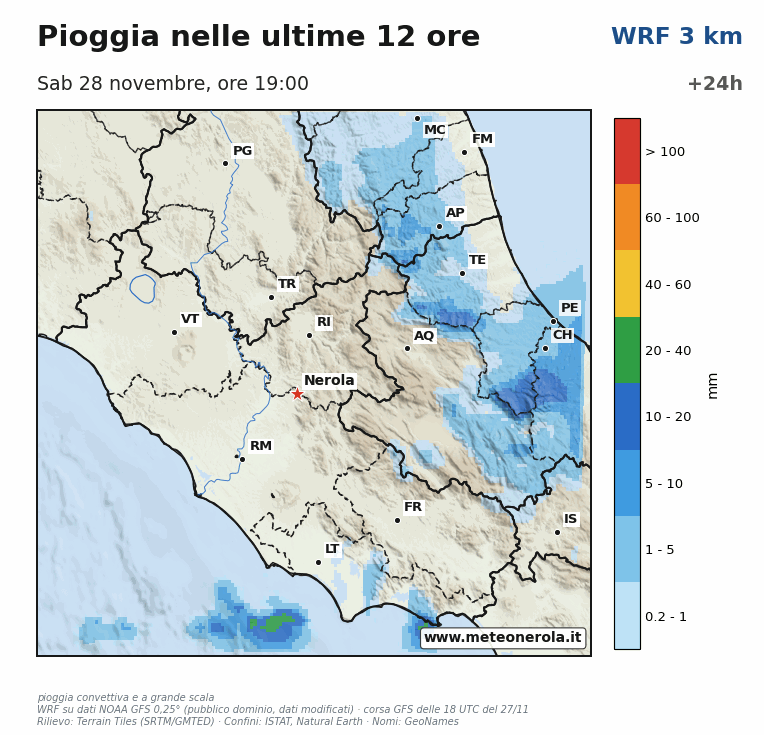 Pioggia nelle ultime 12 ore
WRF 3 km
Sab 28 novembre, ore 19:00
+24h
MC
FM
PG
AP
TE
TR
PE
VT
RI
AQ
CH
Nerola
RM
FR
IS
LT
www.meteonerola.it
> 100
60 - 100
40 - 60
20 - 40
10 - 20
5 - 10
1 - 5
0.2 - 1
mm
pioggia convettiva e a grande scala
WRF su dati NOAA GFS 0,25° (pubblico dominio, dati modificati) · corsa GFS delle 18 UTC del 27/11
Rilievo: Terrain Tiles (SRTM/GMTED) · Confini: ISTAT, Natural Earth · Nomi: GeoNames